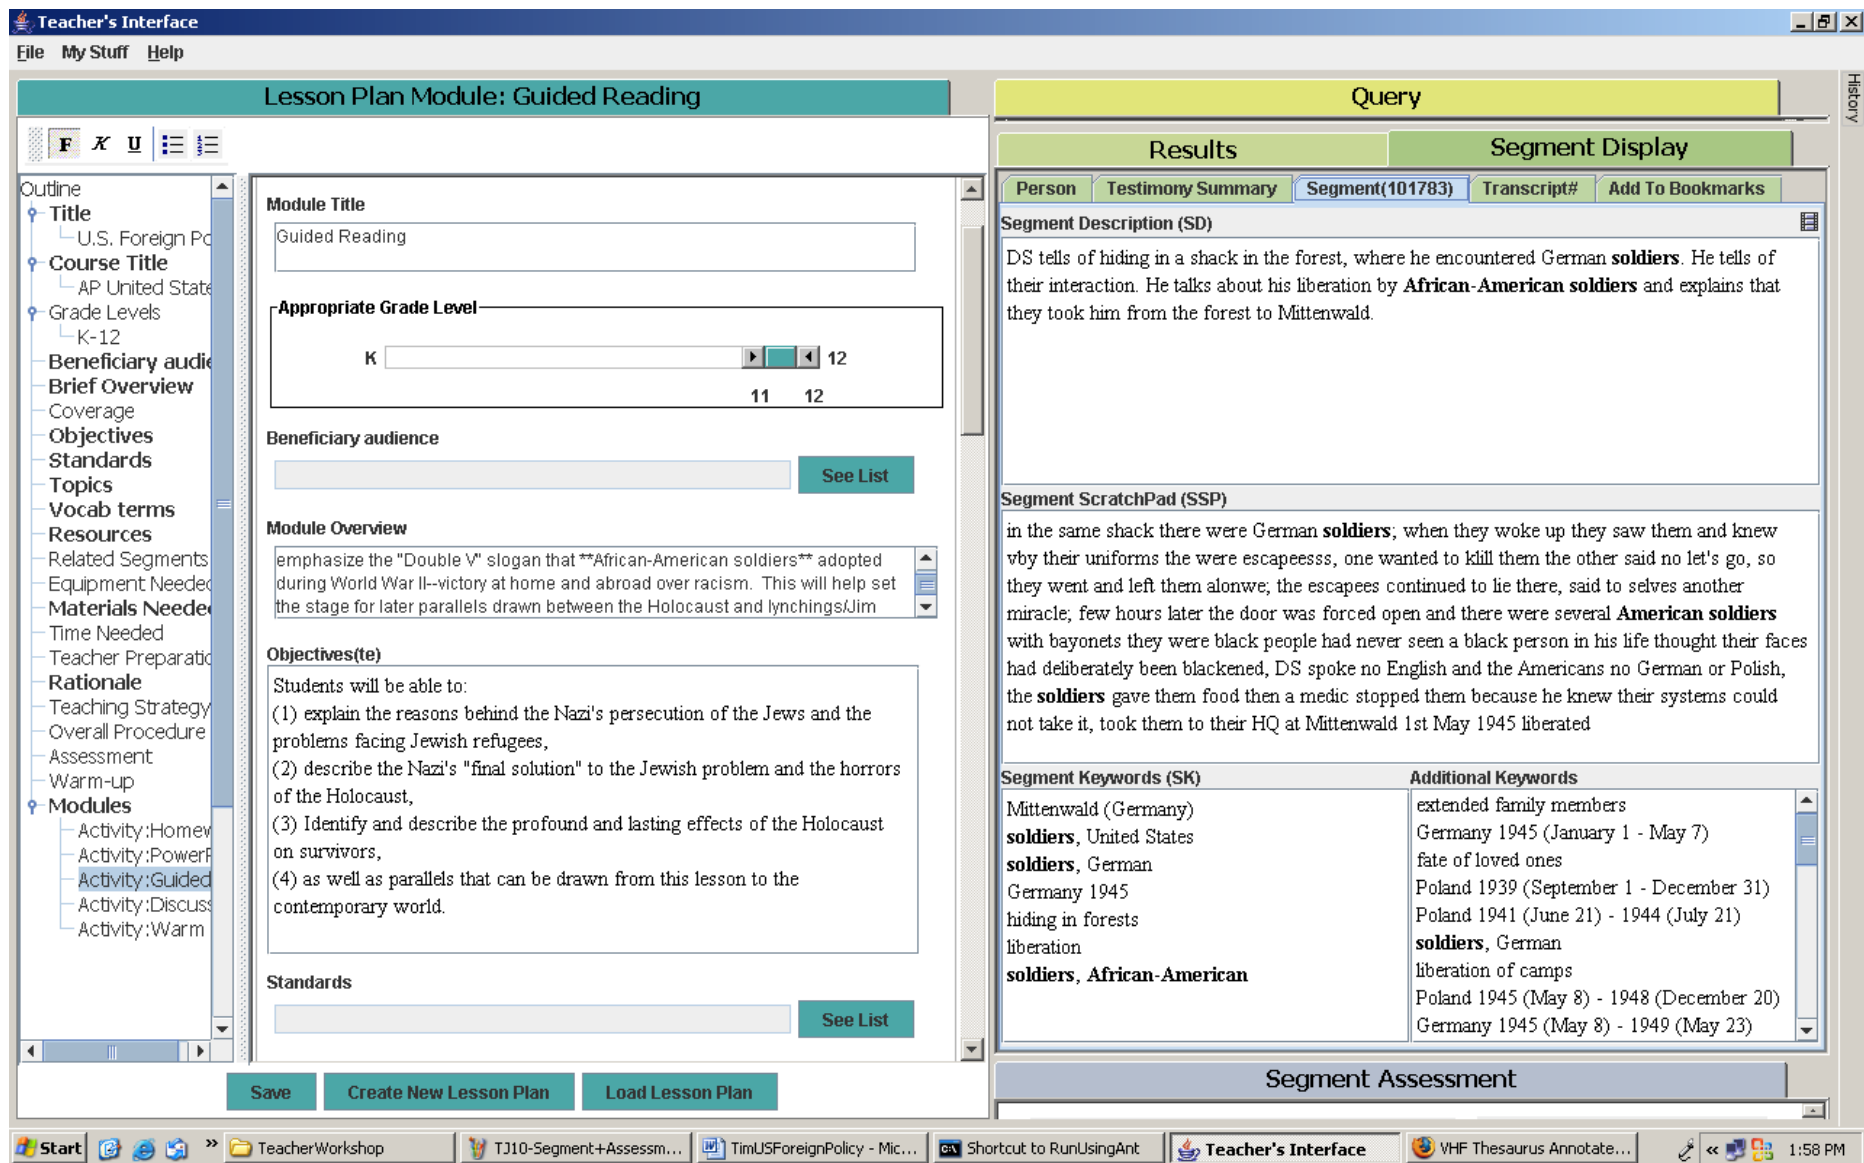 Teacher's Interface
File My Stuff Help
Lesson Plan Module: Guided Reading
F K U
Outline
Title
U.S. Foreign Po
Course Title
AP United State
Grade Levels
K-12
Beneficiary audie
Brief Overview
Coverage
Objectives
Standards
Topics
Vocab terms
Resources
Related Segments
Equipment Needed
Materials Neede
Time Needed
Teacher Preparatic
Rationale
Teaching Strategy
Overall Procedure
Assessment
Warm-up
Modules
Activity:Homew
Activity:PowerP
Activity:Guided
Activity:Discuss
Activity:Warm
Module Title
Guided Reading
Appropriate Grade Level
K 12
11 12
Beneficiary audience
See List
Module Overview
emphasize the "Double V" slogan that **African-American soldiers** adopted
during World War II--victory at home and abroad over racism. This will help set
the stage for later parallels drawn between the Holocaust and lynchings/Jim
Objectives(te)
Students will be able to:
(1) explain the reasons behind the Nazi's persecution of the Jews and the
problems facing Jewish refugees,
(2) describe the Nazi's "final solution" to the Jewish problem and the horrors
of the Holocaust,
(3) Identify and describe the profound and lasting effects of the Holocaust
on survivors,
(4) as well as parallels that can be drawn from this lesson to the
contemporary world.
Standards
See List
Save Create New Lesson Plan Load Lesson Plan
Query
History
Results Segment Display
Person Testimony Summary Segment(101783) Transcript# Add To Bookmarks
Segment Description (SD)
DS tells of hiding in a shack in the forest, where he encountered German soldiers. He tells of
their interaction. He talks about his liberation by African-American soldiers and explains that
they took him from the forest to Mittenwald.
Segment ScratchPad (SSP)
in the same shack there were German soldiers; when they woke up they saw them and knew
vby their uniforms the were escapeesss, one wanted to klill them the other said no let's go, so
they went and left them alonwe; the escapees continued to lie there, said to selves another
miracle; few hours later the door was forced open and there were several American soldiers
with bayonets they were black people had never seen a black person in his life thought their faces
had deliberately been blackened, DS spoke no English and the Americans no German or Polish,
the soldiers gave them food then a medic stopped them because he knew their systems could
not take it, took them to their HQ at Mittenwald 1st May 1945 liberated
Segment Keywords (SK)
Mittenwald (Germany)
soldiers, United States
soldiers, German
Germany 1945
hiding in forests
liberation
soldiers, African-American
Additional Keywords
extended family members
Germany 1945 (January 1 - May 7)
fate of loved ones
Poland 1939 (September 1 - December 31)
Poland 1941 (June 21) - 1944 (July 21)
soldiers, German
liberation of camps
Poland 1945 (May 8) - 1948 (December 20)
Germany 1945 (May 8) - 1949 (May 23)
Segment Assessment
Start » TeacherWorkshop TJ10-Segment+Assessm... TimUSForeignPolicy - Mic... Shortcut to RunUsingAnt Teacher's Interface VHF Thesaurus Annotate... « 1:58 PM